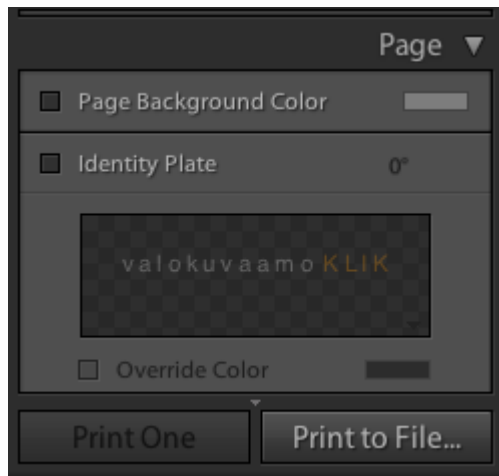 Page ▼
Page Background Color
Identity Plate 0°
valokuvaamo KLIK
Override Color
Print One Print to File...